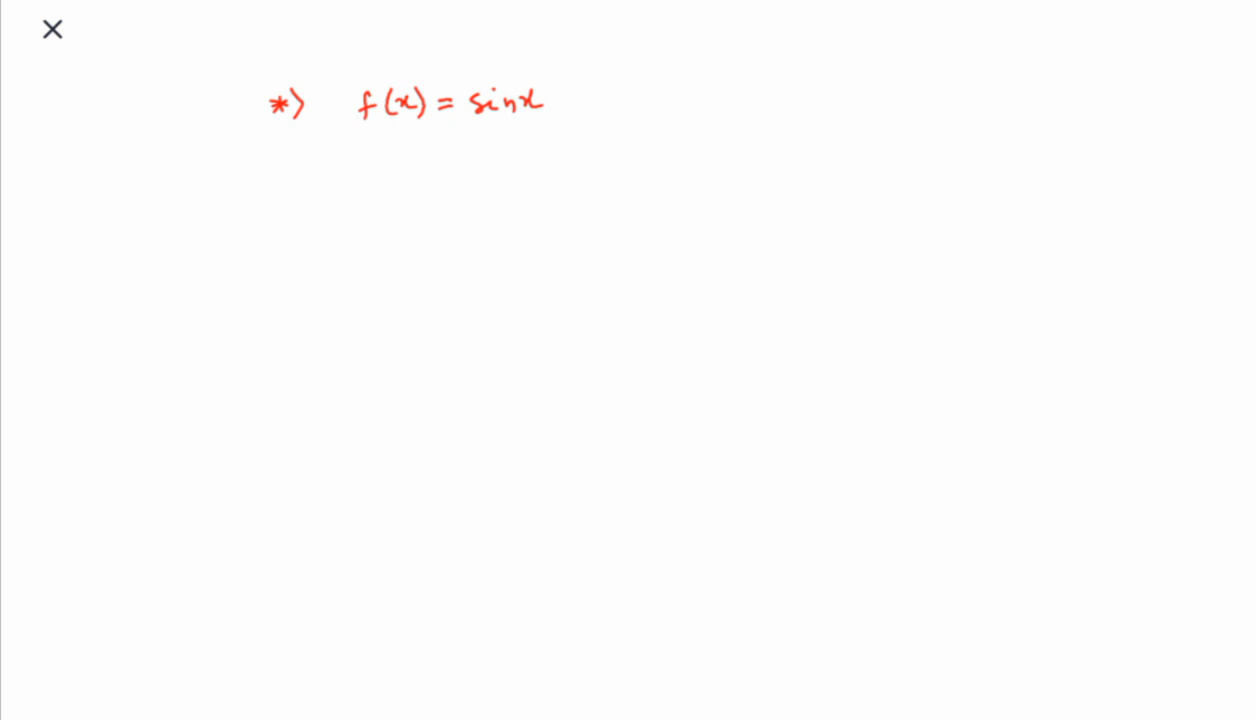 *) f(x) = sinx